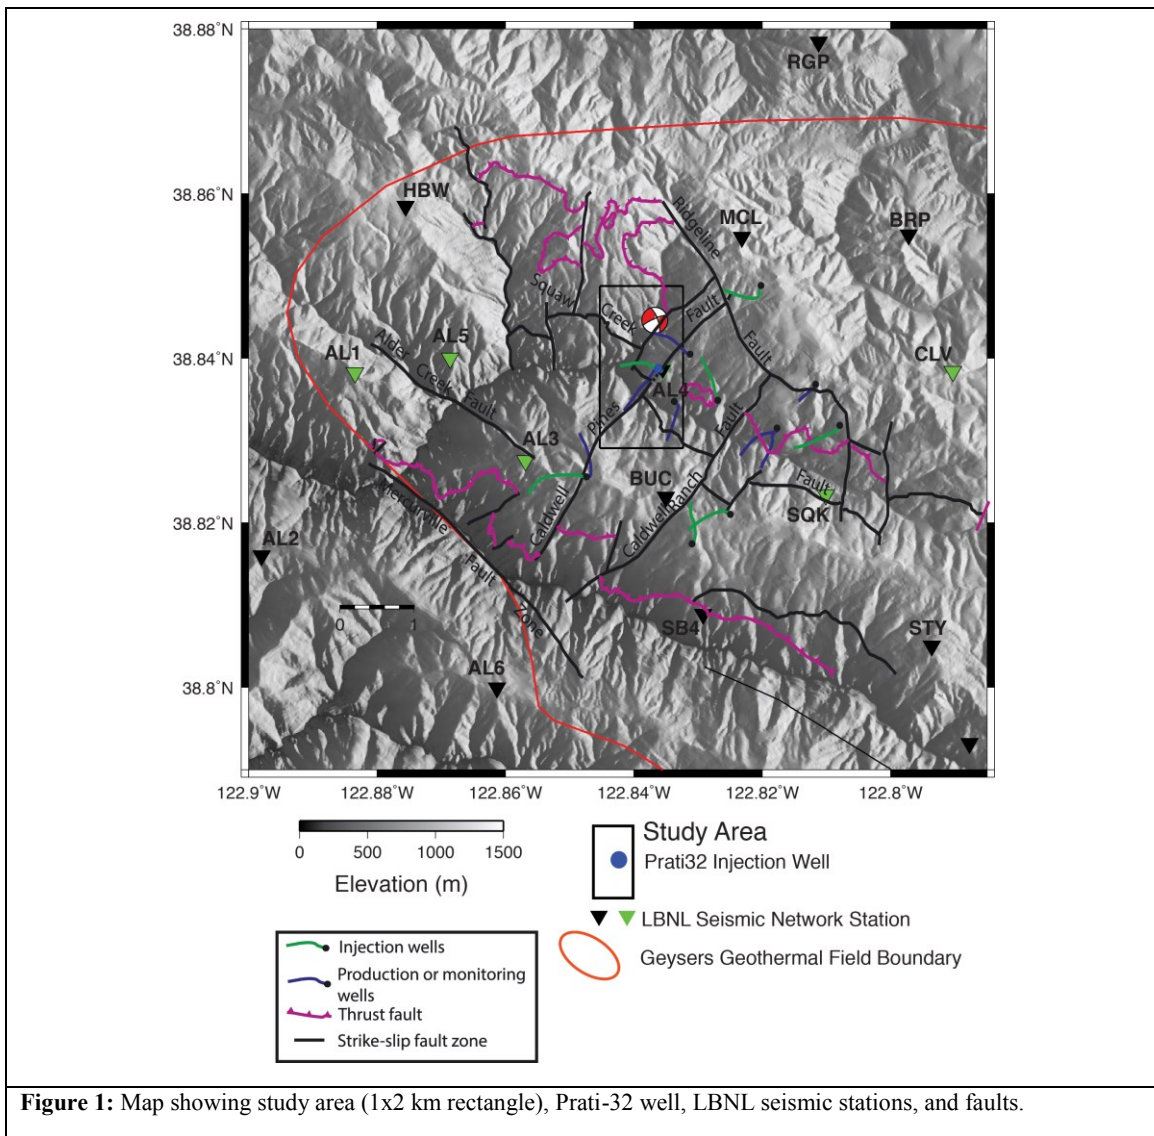 38.88°N
RGP
38.86°N
HBW
MCL
BRP
Ridgeline
Squaw
Creek
Fault
38.84°N
AL1
Alder
Creek
Fault
AL5
Fault
CLV
AL4
Pines
Fault
AL3
BUC
Ranch
Fault
SQK
Mercurville
Fault
Zone
Caldwell
Caldwell
38.82°N
AL2
0 1
SB4
STY
AL6
38.8°N
122.9°W 122.88°W 122.86°W 122.84°W 122.82°W 122.8°W
0 500 1000 1500
Elevation (m)
Study Area
Prati32 Injection Well
LBNL Seismic Network Station
Geysers Geothermal Field Boundary
Injection wells
Production or monitoring
wells
Thrust fault
Strike-slip fault zone
Figure 1: Map showing study area (1x2 km rectangle), Prati-32 well, LBNL seismic stations, and faults.